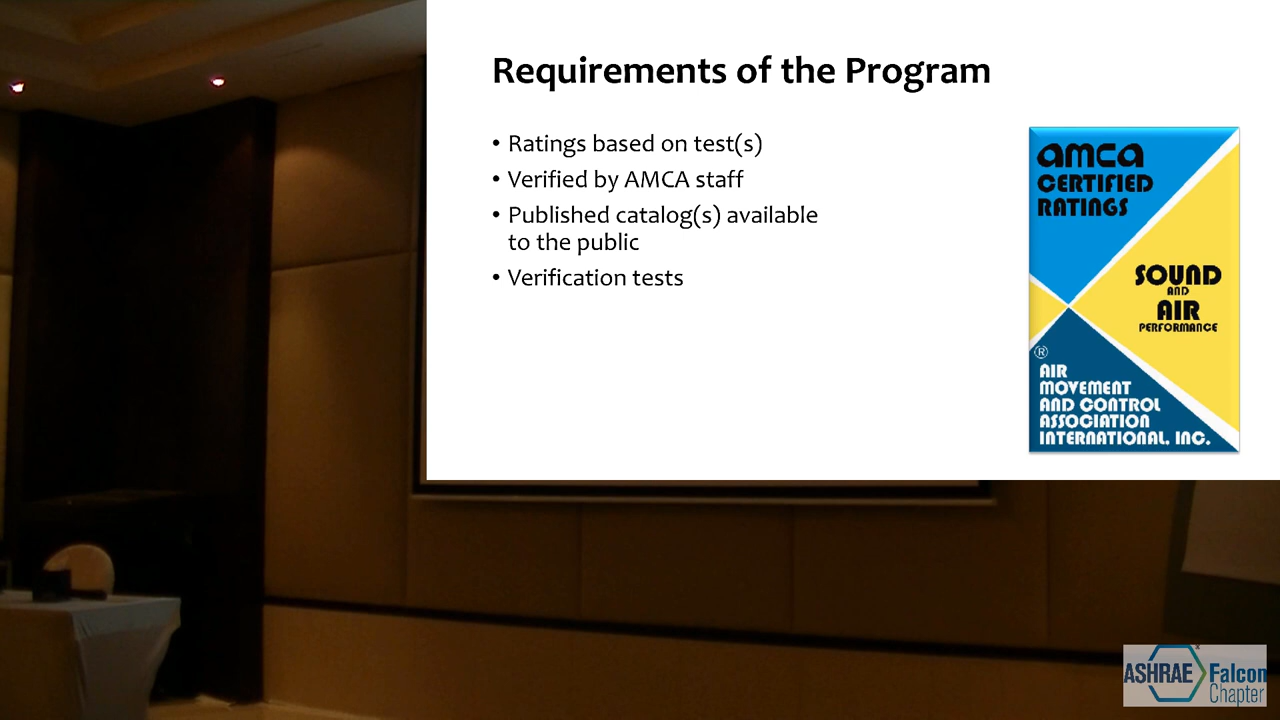 Requirements of the Program
• Ratings based on test(s)
• Verified by AMCA staff
• Published catalog(s) available
to the public
• Verification tests
amca
CERTIFIED
RATINGS
SOUND
AND
AIR
PERFORMANCE
®
AIR
MOVEMENT
AND CONTROL
ASSOCIATION
INTERNATIONAL, INC.
ASHRAE Falcon
Chapter